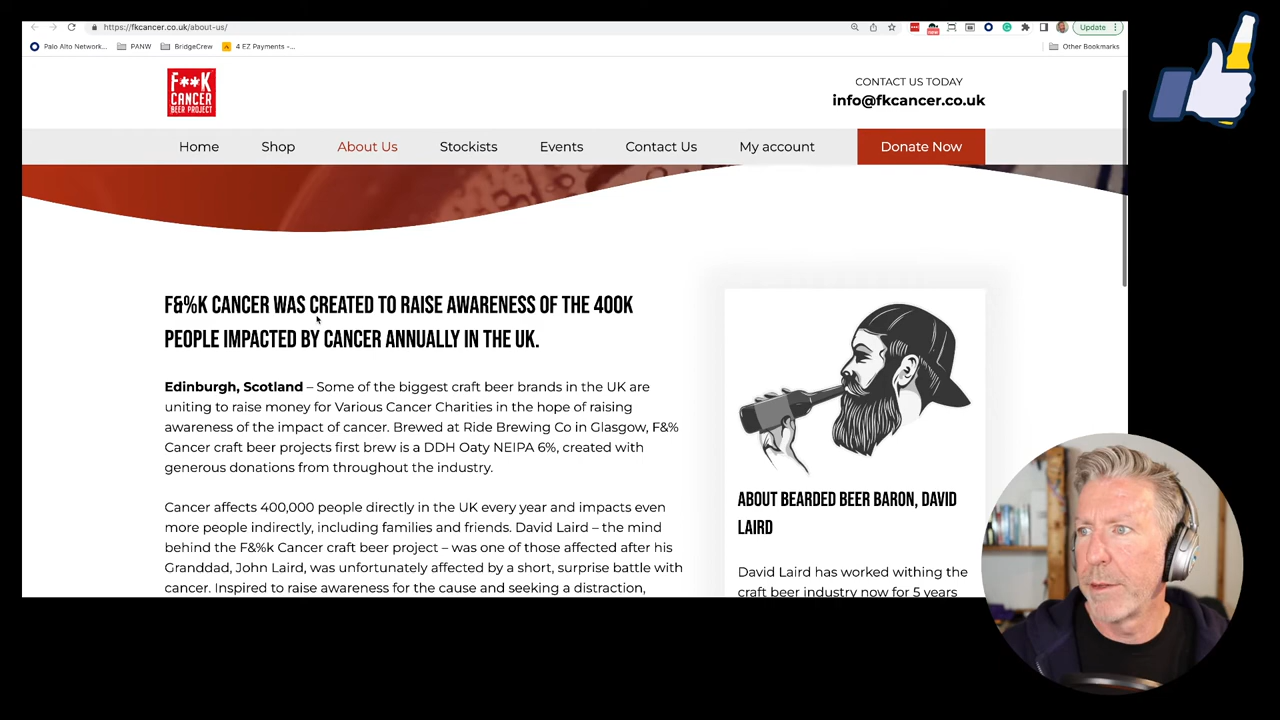 https://fkcancer.co.uk/about-us/
Update
Palo Alto Network...
PANW
BridgeCrew
4 EZ Payments -...
Other Bookmarks
F**K
CANCER
BEER PROJECT
CONTACT US TODAY
info@fkcancer.co.uk
Home
Shop
About Us
Stockists
Events
Contact Us
My account
Donate Now
F&%K CANCER WAS CREATED TO RAISE AWARENESS OF THE 400K
PEOPLE IMPACTED BY CANCER ANNUALLY IN THE UK.
Edinburgh, Scotland – Some of the biggest craft beer brands in the UK are
uniting to raise money for Various Cancer Charities in the hope of raising
awareness of the impact of cancer. Brewed at Ride Brewing Co in Glasgow, F&%
Cancer craft beer projects first brew is a DDH Oaty NEIPA 6%, created with
generous donations from throughout the industry.
Cancer affects 400,000 people directly in the UK every year and impacts even
more people indirectly, including families and friends. David Laird – the mind
behind the F&%k Cancer craft beer project – was one of those affected after his
Granddad, John Laird, was unfortunately affected by a short, surprise battle with
cancer. Inspired to raise awareness for the cause and seeking a distraction,
ABOUT BEARDED BEER BARON, DAVID
LAIRD
David Laird has worked withing the
craft beer industry now for 5 years